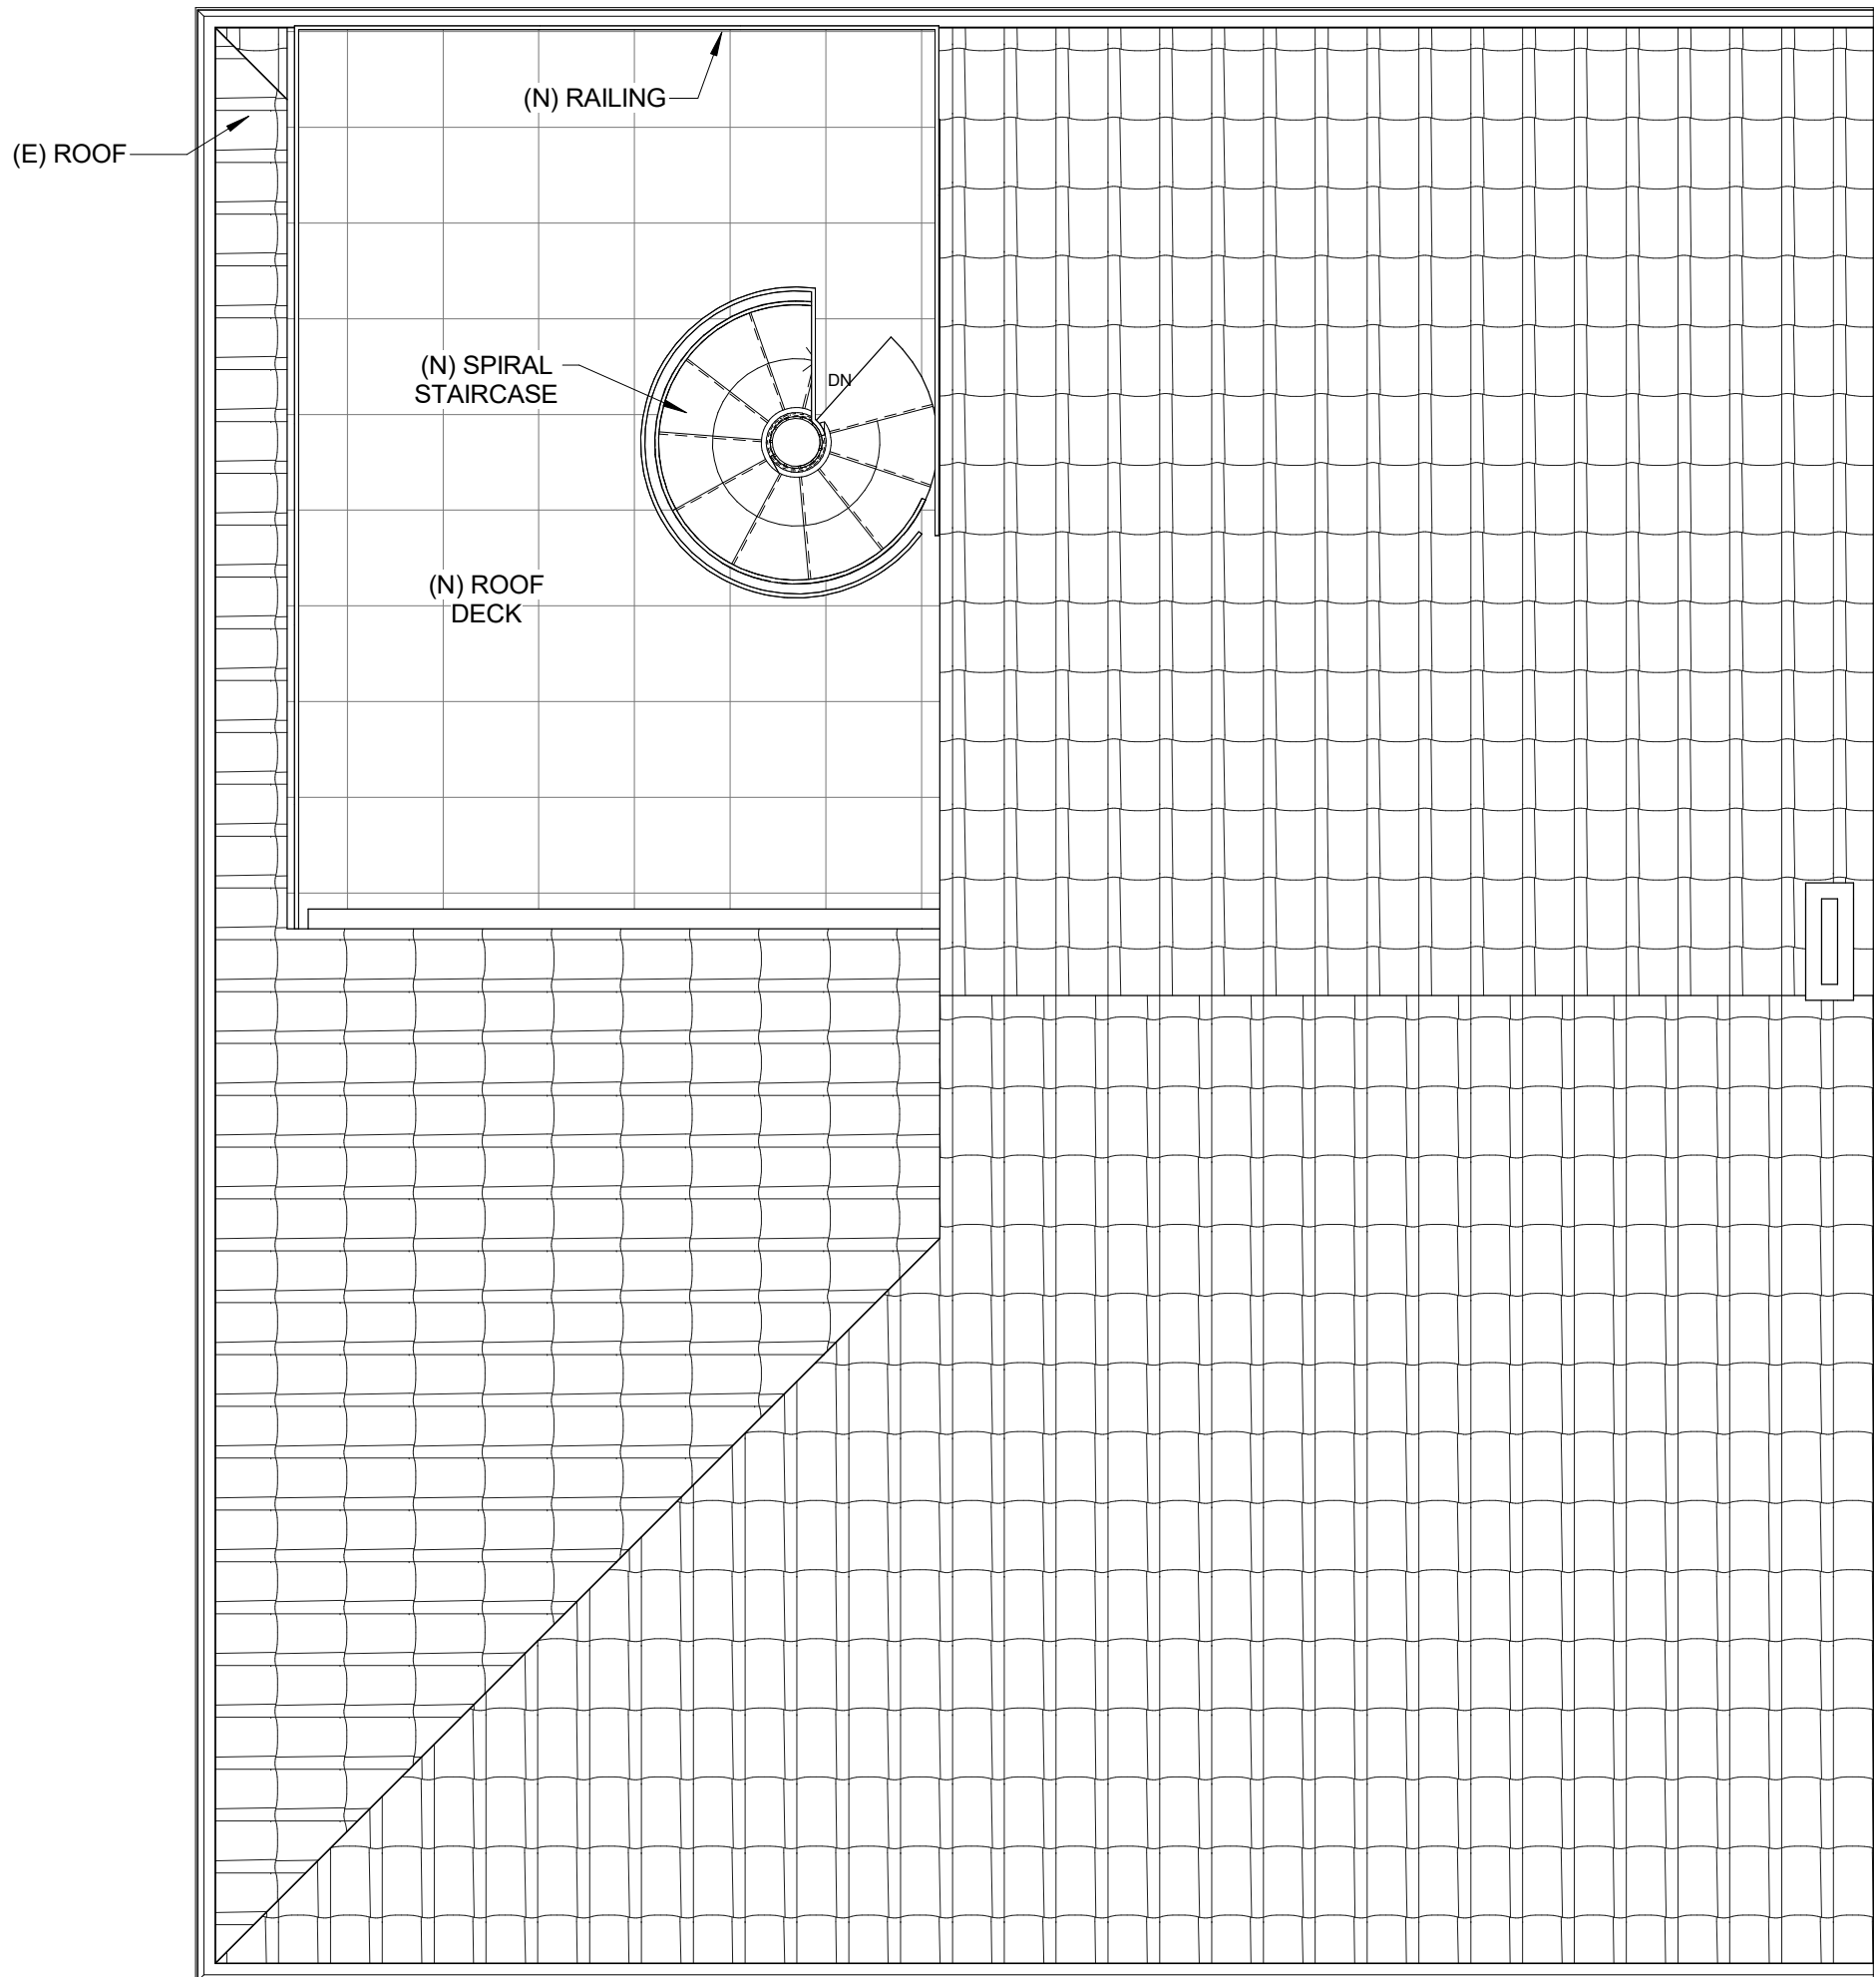 (N) RAILING
(E) ROOF
(N) SPIRAL
STAIRCASE
DN
(N) ROOF
DECK